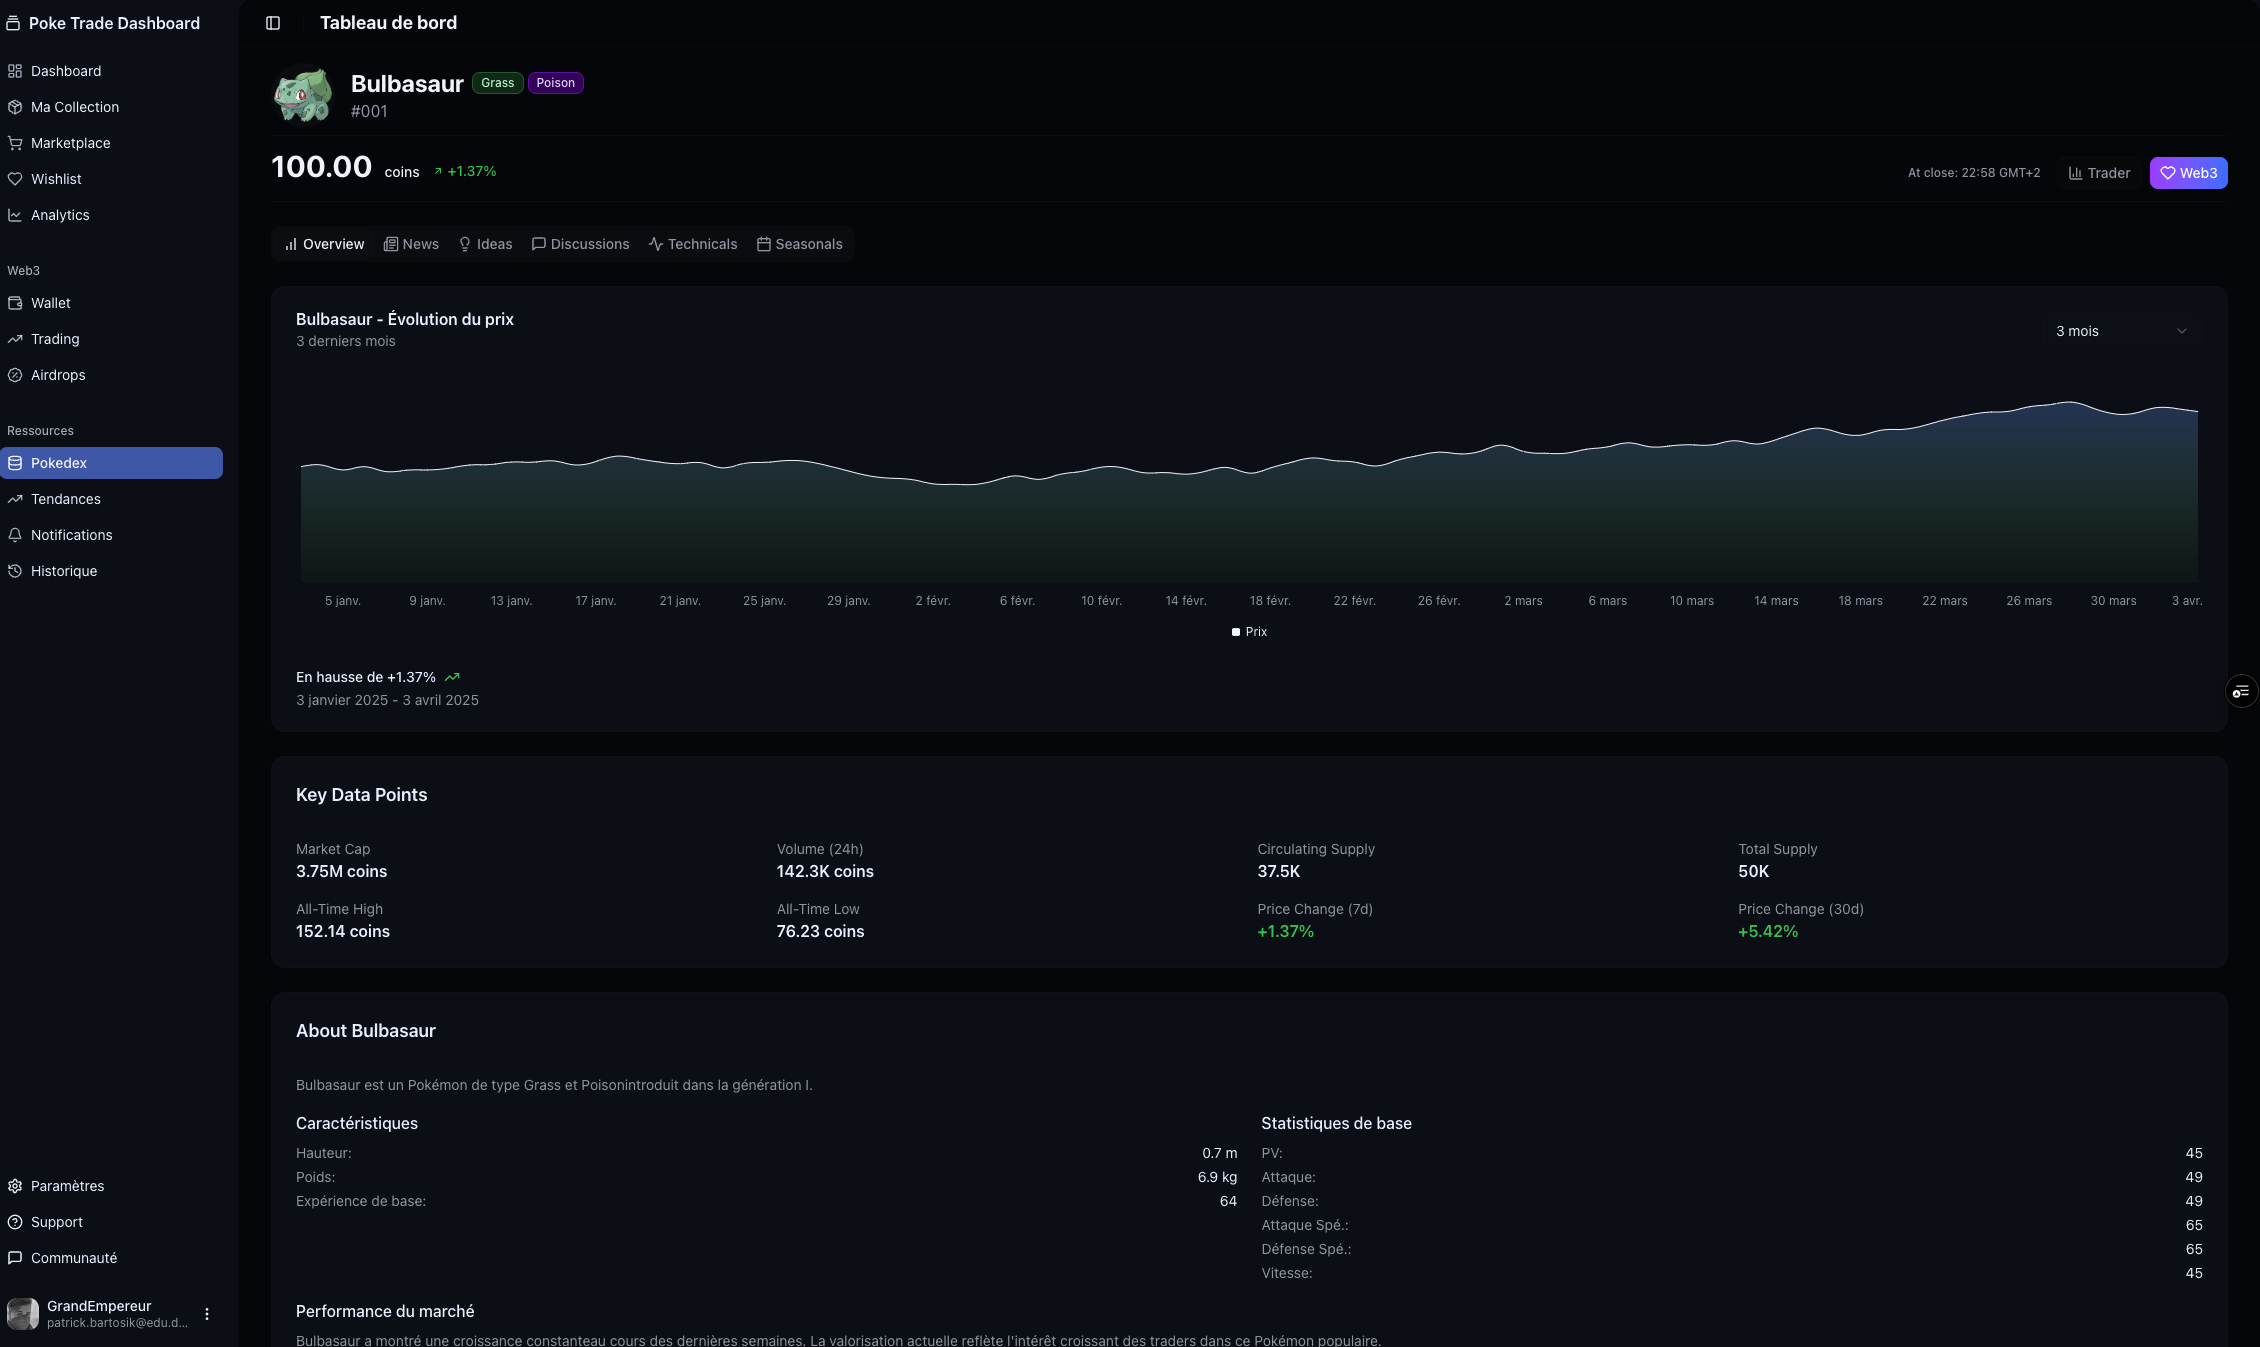 Poke Trade Dashboard
Dashboard
Ma Collection
Marketplace
Wishlist
Analytics
Web3
Wallet
Trading
Airdrops
Ressources
Pokedex
Tendances
Notifications
Historique
Paramètres
Support
Communauté
GrandEmpereur
patrick.bartosik@edu.d...
Tableau de bord
Bulbasaur Grass Poison
#001
100.00 coins +1.37%
At close: 22:58 GMT+2 Trader Web3
Overview News Ideas Discussions Technicals Seasonals
Bulbasaur - Évolution du prix
3 derniers mois
3 mois
5 janv. 9 janv. 13 janv. 17 janv. 21 janv. 25 janv. 29 janv. 2 févr. 6 févr. 10 févr. 14 févr. 18 févr. 22 févr. 26 févr. 2 mars 6 mars 10 mars 14 mars 18 mars 22 mars 26 mars 30 mars 3 avr.
Prix
En hausse de +1.37%
3 janvier 2025 - 3 avril 2025
Key Data Points
Market Cap Volume (24h) Circulating Supply Total Supply
3.75M coins 142.3K coins 37.5K 50K
All-Time High All-Time Low Price Change (7d) Price Change (30d)
152.14 coins 76.23 coins +1.37% +5.42%
About Bulbasaur
Bulbasaur est un Pokémon de type Grass et Poisonintroduit dans la génération I.
Caractéristiques
Hauteur: 0.7 m
Poids: 6.9 kg
Expérience de base: 64
Statistiques de base
PV: 45
Attaque: 49
Défense: 49
Attaque Spé.: 65
Défense Spé.: 65
Vitesse: 45
Performance du marché
Bulbasaur a montré une croissance constanteau cours des dernières semaines. La valorisation actuelle reflète l'intérêt croissant des traders dans ce Pokémon populaire.